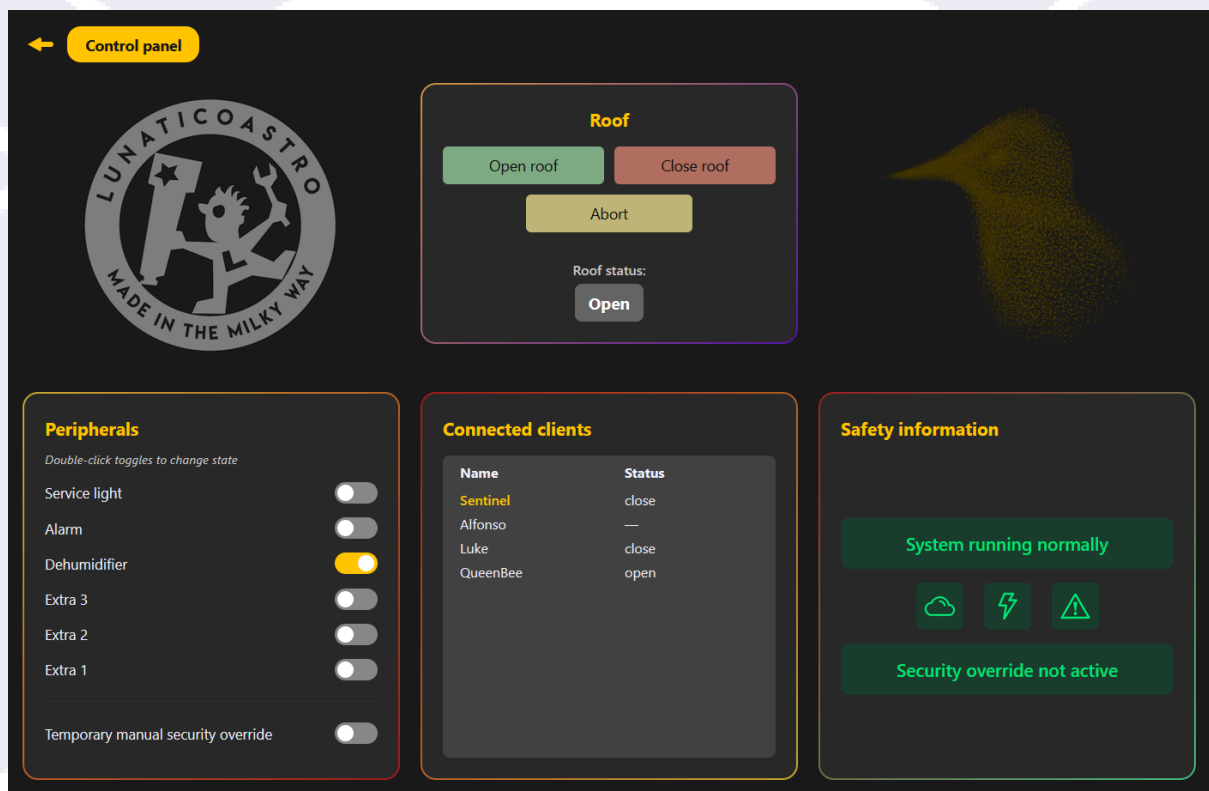 Control panel
LUNATICOASTRO
MADE IN THE MILKY WAY
Roof
Open roof
Close roof
Abort
Roof status:
Open
Peripherals
Double-click toggles to change state
Service light
Alarm
Dehumidifier
Extra 3
Extra 2
Extra 1
Temporary manual security override
Connected clients
Name Status
Sentinel close
Alfonso —
Luke close
QueenBee open
Safety information
System running normally
Security override not active